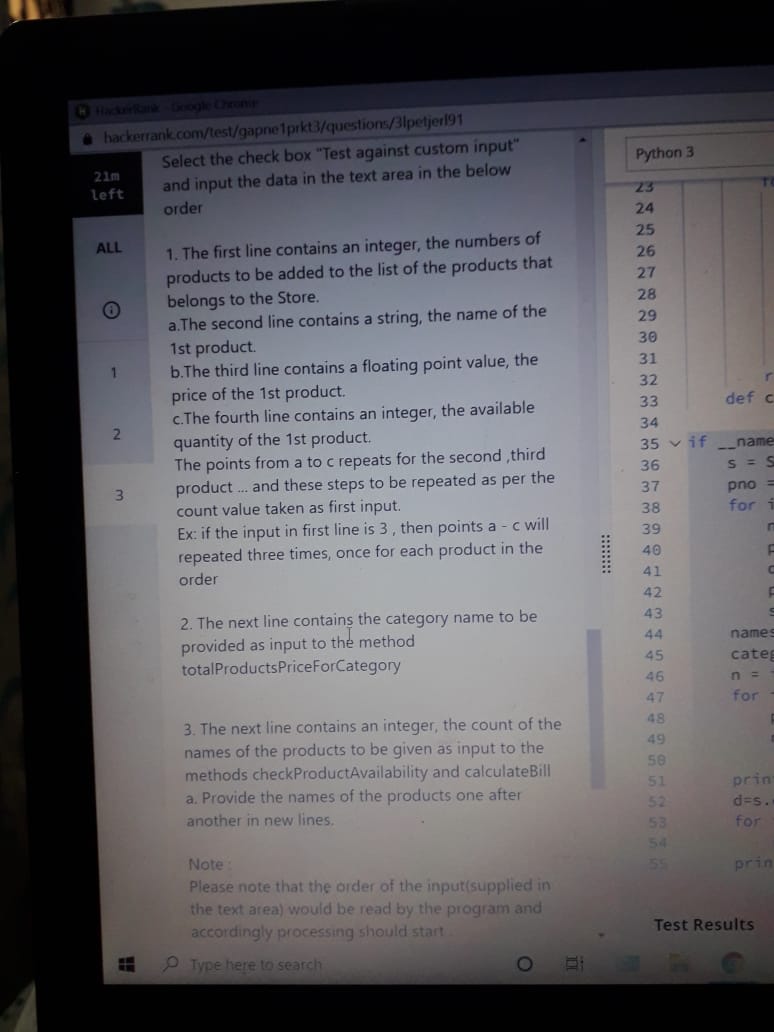 HackerRank - Google Chrome
hackerrank.com/test/gapne1prkt3/questions/3lpetjerl91
21m
left
ALL
1
2
3
Select the check box "Test against custom input"
and input the data in the text area in the below
order
1. The first line contains an integer, the numbers of
products to be added to the list of the products that
belongs to the Store.
a.The second line contains a string, the name of the
1st product.
b.The third line contains a floating point value, the
price of the 1st product.
c.The fourth line contains an integer, the available
quantity of the 1st product.
The points from a to c repeats for the second ,third
product ... and these steps to be repeated as per the
count value taken as first input.
Ex: if the input in first line is 3 , then points a - c will
repeated three times, once for each product in the
order
2. The next line contains the category name to be
provided as input to the method
totalProductsPriceForCategory
3. The next line contains an integer, the count of the
names of the products to be given as input to the
methods checkProductAvailability and calculateBill
a. Provide the names of the products one after
another in new lines.
Note :
Please note that the order of the input(supplied in
the text area) would be read by the program and
accordingly processing should start .
Python 3
23
24
25
26
27
28
29
30
31
32 r
33 def c
34
35 if __name
36 s = S
37 pno =
38 for i
39
40
41
42
43
44 names
45 categ
46 n =
47 for
48
49
50
51 prin
52 d=s.
53 for
54
55 prin
Test Results
Type here to search